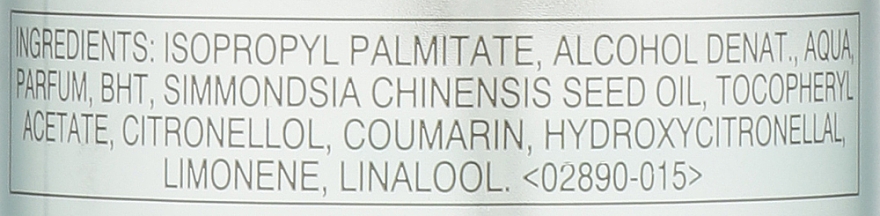 INGREDIENTS: ISOPROPYL PALMITATE, ALCOHOL DENAT., AQUA,
PARFUM, BHT, SIMMONDSIA CHINENSIS SEED OIL, TOCOPHERYL
ACETATE, CITRONELLOL, COUMARIN, HYDROXYCITRONELLAL,
LIMONENE, LINALOOL. <02890-015>